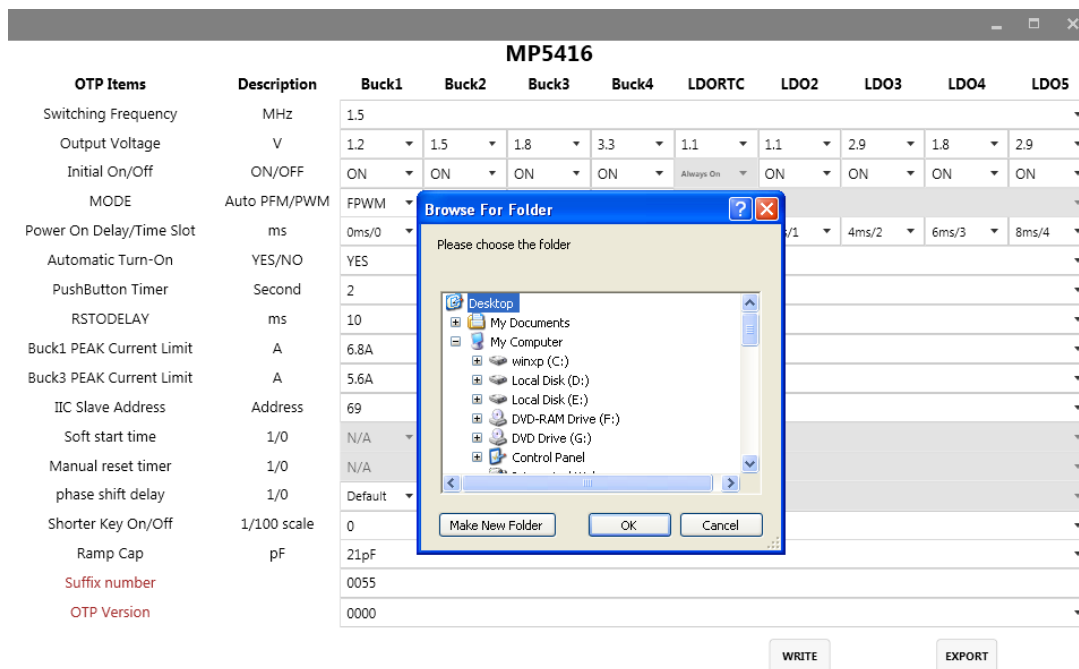 MP5416
OTP Items Description Buck1 Buck2 Buck3 Buck4 LDORTC LDO2 LDO3 LDO4 LDO5
Switching Frequency MHz 1.5
Output Voltage V 1.2 1.5 1.8 3.3 1.1 1.1 2.9 1.8 2.9
Initial On/Off ON/OFF ON ON ON ON Always On ON ON ON ON
MODE Auto PFM/PWM FPWM
Power On Delay/Time Slot ms 0ms/0 s/1 4ms/2 6ms/3 8ms/4
Automatic Turn-On YES/NO YES
PushButton Timer Second 2
RSTODELAY ms 10
Buck1 PEAK Current Limit A 6.8A
Buck3 PEAK Current Limit A 5.6A
IIC Slave Address Address 69
Soft start time 1/0 N/A
Manual reset timer 1/0 N/A
phase shift delay 1/0 Default
Shorter Key On/Off 1/100 scale 0
Ramp Cap pF 21pF
Suffix number 0055
OTP Version 0000
WRITE EXPORT
Browse For Folder
Please choose the folder
Desktop
My Documents
My Computer
winxp (C:)
Local Disk (D:)
Local Disk (E:)
DVD-RAM Drive (F:)
DVD Drive (G:)
Control Panel
Make New Folder OK Cancel